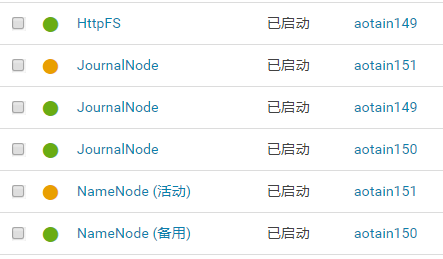 HttpFS 已启动 aotain149
JournalNode 已启动 aotain151
JournalNode 已启动 aotain149
JournalNode 已启动 aotain150
NameNode (活动) 已启动 aotain151
NameNode (备用) 已启动 aotain150